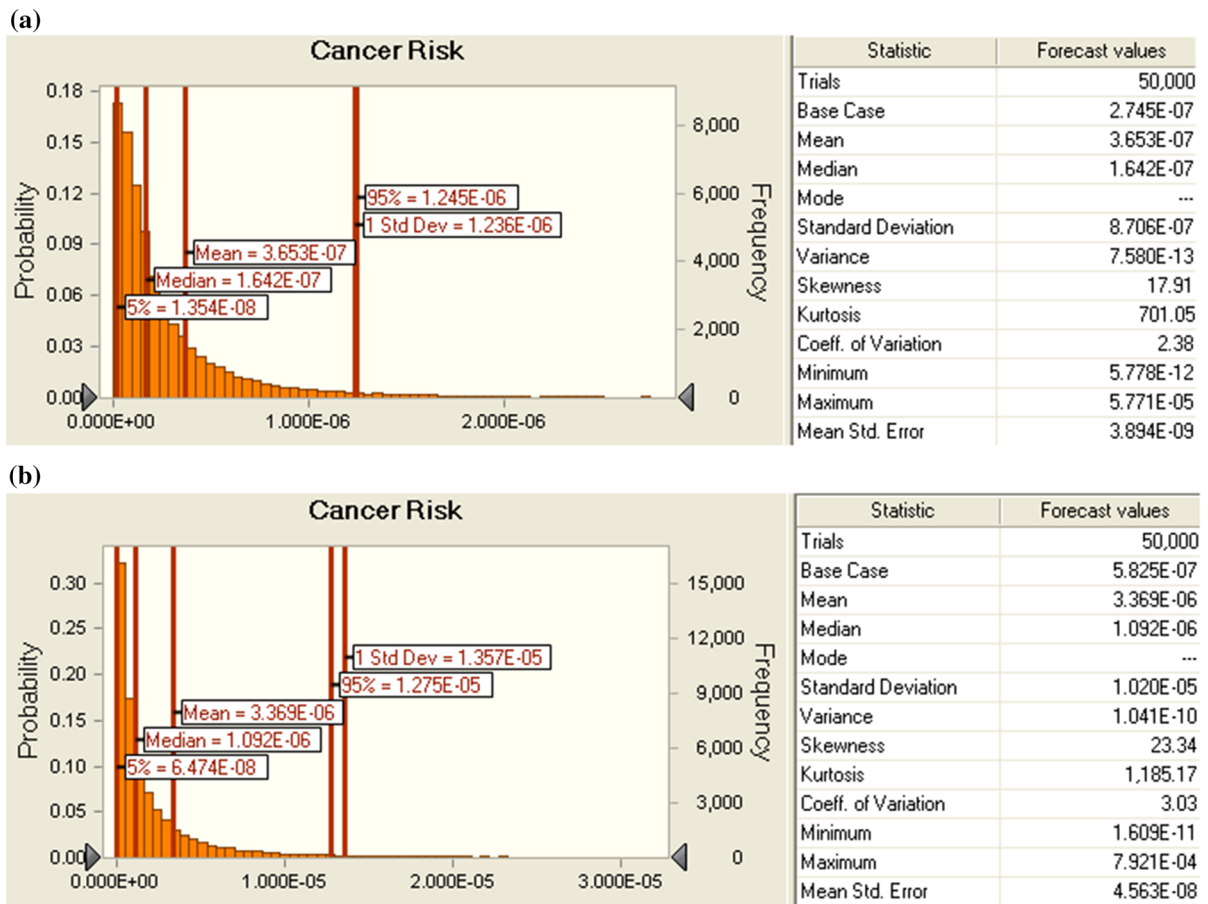 (a)
Cancer Risk
Probability
0.18
0.15
0.12
0.09
0.06
0.03
0.00
8,000
6,000
4,000
2,000
0
Frequency
95% = 1.245E-06
1 Std Dev = 1.236E-06
Mean = 3.653E-07
Median = 1.642E-07
5% = 1.354E-08
0.000E+00 1.000E-06 2.000E-06
Statistic Forecast values
Trials 50,000
Base Case 2.745E-07
Mean 3.653E-07
Median 1.642E-07
Mode ---
Standard Deviation 8.706E-07
Variance 7.580E-13
Skewness 17.91
Kurtosis 701.05
Coeff. of Variation 2.38
Minimum 5.778E-12
Maximum 5.771E-05
Mean Std. Error 3.894E-09
(b)
Cancer Risk
Probability
0.30
0.25
0.20
0.15
0.10
0.05
0.00
15,000
12,000
9,000
6,000
3,000
0
Frequency
1 Std Dev = 1.357E-05
95% = 1.275E-05
Mean = 3.369E-06
Median = 1.092E-06
5% = 6.474E-08
0.000E+00 1.000E-05 2.000E-05 3.000E-05
Statistic Forecast values
Trials 50,000
Base Case 5.825E-07
Mean 3.369E-06
Median 1.092E-06
Mode ---
Standard Deviation 1.020E-05
Variance 1.041E-10
Skewness 23.34
Kurtosis 1,185.17
Coeff. of Variation 3.03
Minimum 1.609E-11
Maximum 7.921E-04
Mean Std. Error 4.563E-08